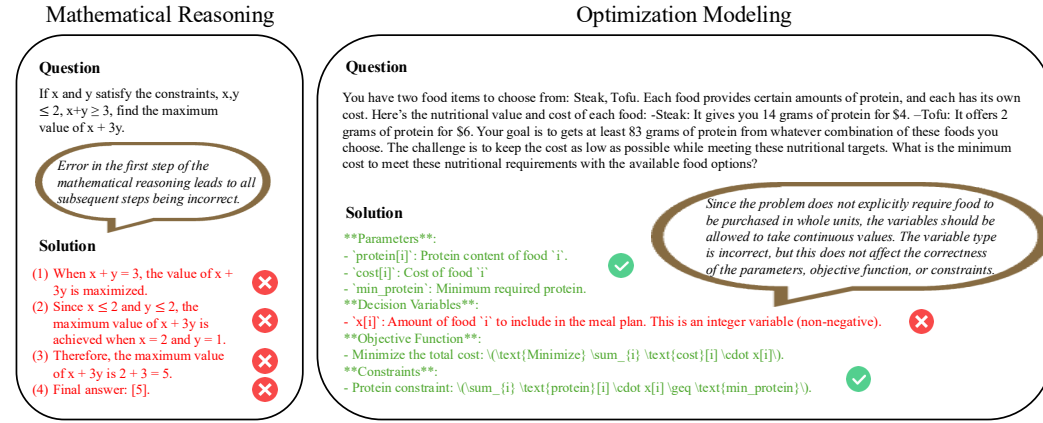 Mathematical Reasoning
Question
If x and y satisfy the constraints, x,y
≤ 2, x+y ≥ 3, find the maximum
value of x + 3y.
Error in the first step of the
mathematical reasoning leads to all
subsequent steps being incorrect.
Solution
(1) When x + y = 3, the value of x +
3y is maximized.
(2) Since x ≤ 2 and y ≤ 2, the
maximum value of x + 3y is
achieved when x = 2 and y = 1.
(3) Therefore, the maximum value
of x + 3y is 2 + 3 = 5.
(4) Final answer: [5].
Optimization Modeling
Question
You have two food items to choose from: Steak, Tofu. Each food provides certain amounts of protein, and each has its own
cost. Here's the nutritional value and cost of each food: -Steak: It gives you 14 grams of protein for $4. –Tofu: It offers 2
grams of protein for $6. Your goal is to gets at least 83 grams of protein from whatever combination of these foods you
choose. The challenge is to keep the cost as low as possible while meeting these nutritional targets. What is the minimum
cost to meet these nutritional requirements with the available food options?
Since the problem does not explicitly require food to
be purchased in whole units, the variables should be
allowed to take continuous values. The variable type
is incorrect, but this does not affect the correctness
of the parameters, objective function, or constraints.
Solution
**Parameters**:
- `protein[i]`: Protein content of food `i`.
- `cost[i]`: Cost of food `i`
- `min_protein`: Minimum required protein.
**Decision Variables**:
- `x[i]`: Amount of food `i` to include in the meal plan. This is an integer variable (non-negative).
**Objective Function**:
- Minimize the total cost: \(\text{Minimize} \sum_{i} \text{cost}[i] \cdot x[i]\).
**Constraints**:
- Protein constraint: \(\sum_{i} \text{protein}[i] \cdot x[i] \geq \text{min_protein}\).